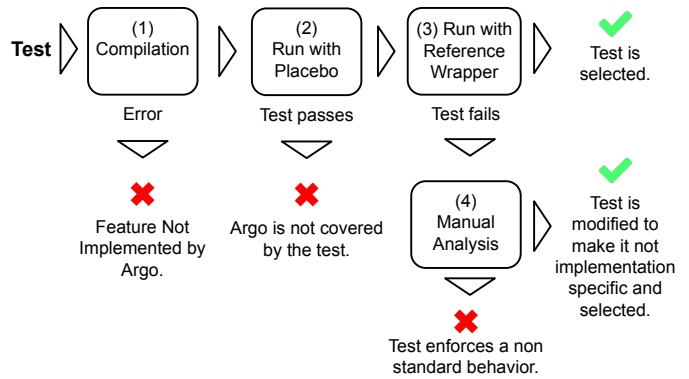 Test
(1)
Compilation
(2)
Run with
Placebo
(3) Run with
Reference
Wrapper
Test is
selected.
Error
Test passes
Test fails
Feature Not
Implemented by
Argo.
Argo is not covered
by the test.
(4)
Manual
Analysis
Test is
modified to
make it not
implementation
specific and
selected.
Test enforces a non
standard behavior.